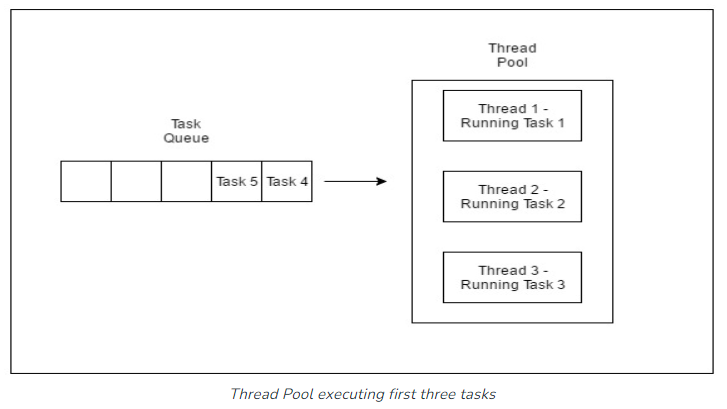 Task
Queue
Task 5
Task 4
Thread
Pool
Thread 1 -
Running Task 1
Thread 2 -
Running Task 2
Thread 3 -
Running Task 3
Thread Pool executing first three tasks